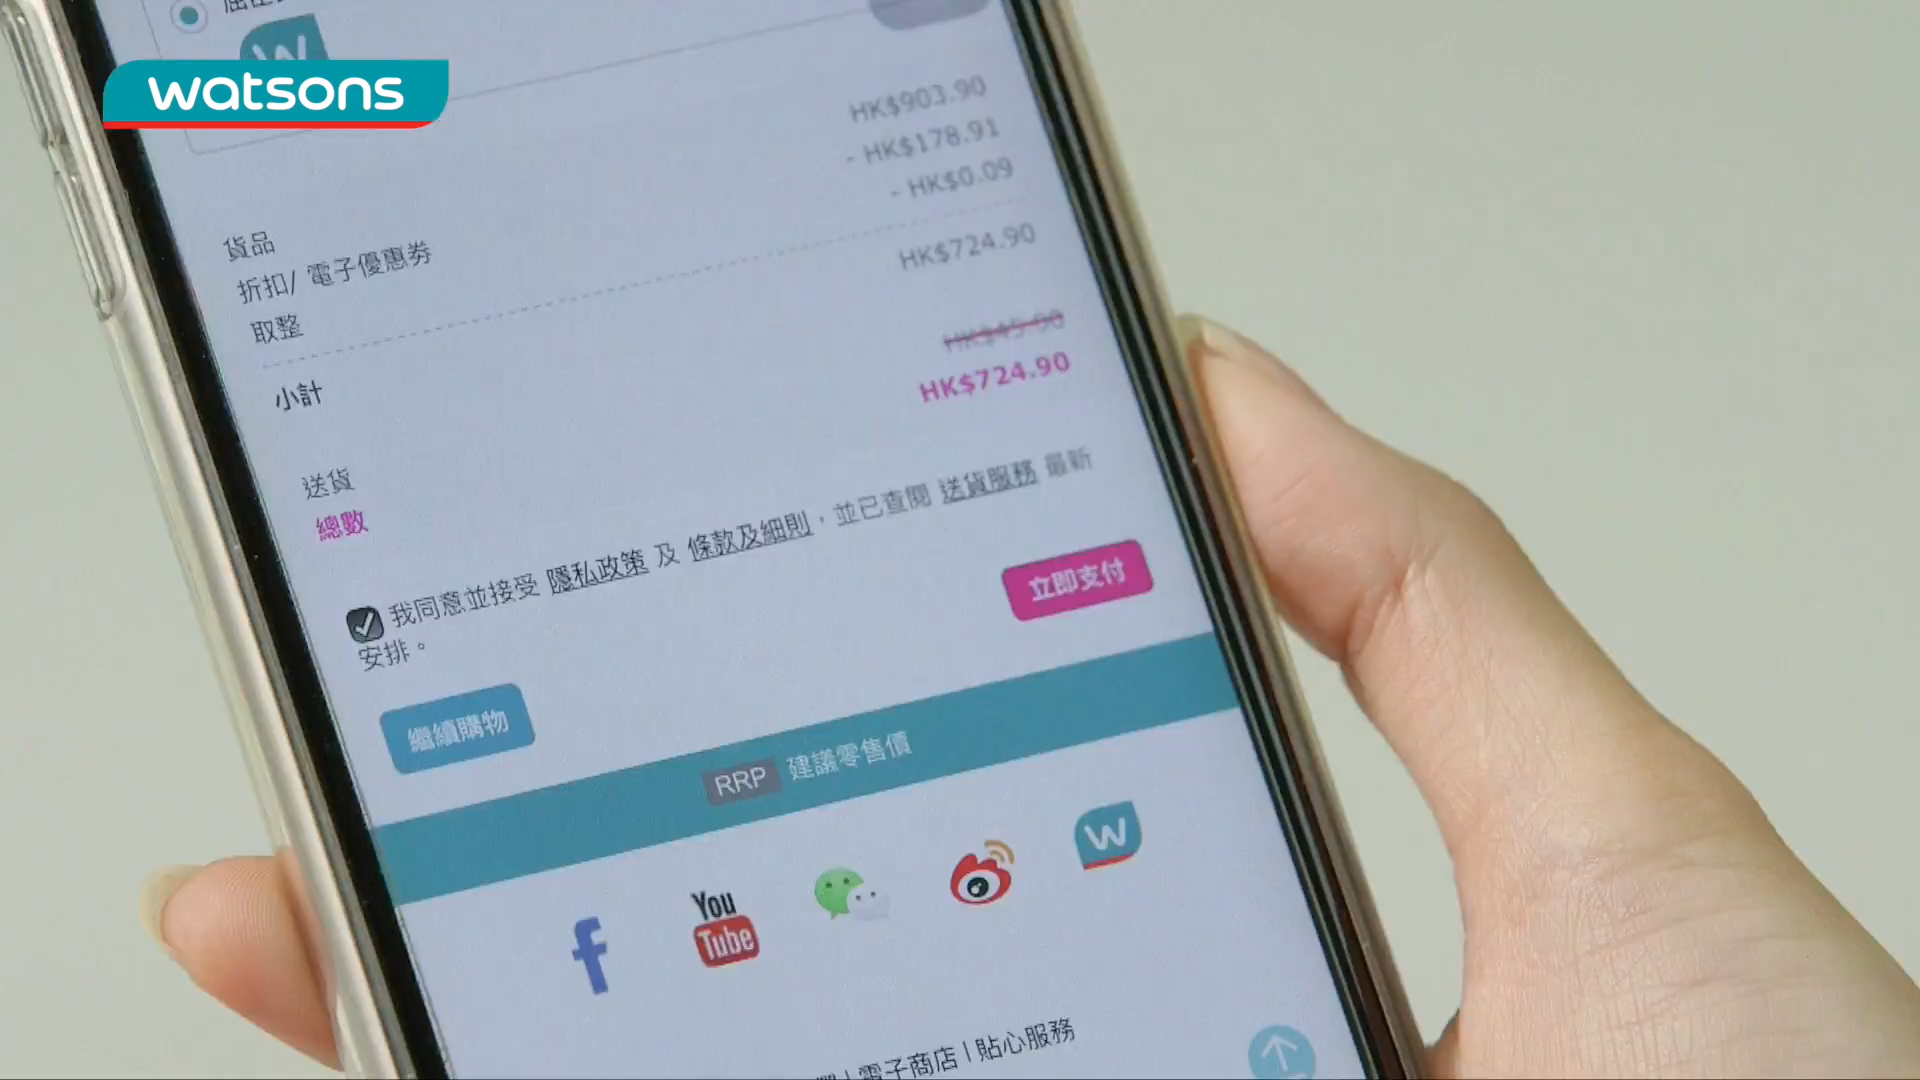 watsons
W
HK$903.90
- HK$178.91
- HK$0.09
貨品
折扣/ 電子優惠券
取整
HK$724.90
小計
HK$45.90
HK$724.90
送貨
總數
我同意並接受 隱私政策 及 條款及細則，並已查閱 送貨服務 最新
安排。
立即支付
繼續購物
RRP 建議零售價
f
You
Tube
W
電子商店 | 貼心服務